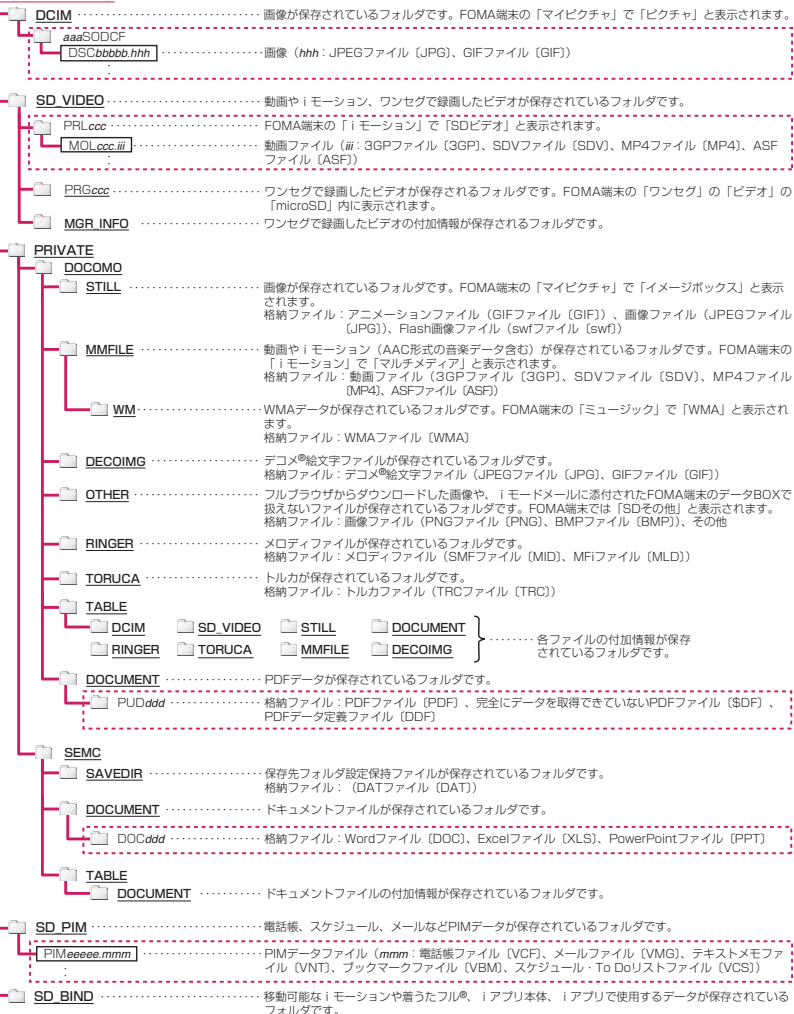 DCIM ・・・・・・・・ 画像が保存されているフォルダです。FOMA端末の「マイピクチャ」で「ピクチャ」と表示されます。
aaaSODCF
DSCbbbbb.hhh ・・・・・・・・ 画像（hhh：JPEGファイル〔JPG〕、GIFファイル〔GIF〕）
：
SD_VIDEO ・・・・・・・・ 動画やｉモーション、ワンセグで録画したビデオが保存されているフォルダです。
PRLccc ・・・・・・・・ FOMA端末の「ｉモーション」で「SDビデオ」と表示されます。
MOLccc.iii ・・・・・・・・ 動画ファイル（iii：3GPファイル〔3GP〕、SDVファイル〔SDV〕、MP4ファイル〔MP4〕、ASF
ファイル〔ASF〕）
：
PRGccc ・・・・・・・・ ワンセグで録画したビデオが保存されるフォルダです。FOMA端末の「ワンセグ」の「ビデオ」の
「microSD」内に表示されます。
MGR_INFO ・・・・・・・・ ワンセグで録画したビデオの付加情報が保存されるフォルダです。
PRIVATE
DOCOMO
STILL ・・・・・・・・ 画像が保存されているフォルダです。FOMA端末の「マイピクチャ」で「イメージボックス」と表示
されます。
格納ファイル：アニメーションファイル（GIFファイル〔GIF〕）、画像ファイル（JPEGファイル
〔JPG〕）、Flash画像ファイル（swfファイル〔swf〕）
MMFILE ・・・・・・・・ 動画やｉモーション（AAC形式の音楽データ含む）が保存されているフォルダです。FOMA端末の
「ｉモーション」で「マルチメディア」と表示されます。
格納ファイル：動画ファイル（3GPファイル〔3GP〕、SDVファイル〔SDV〕、MP4ファイル
〔MP4〕、ASFファイル〔ASF〕）
WM ・・・・・・・・ WMAデータが保存されているフォルダです。FOMA端末の「ミュージック」で「WMA」と表示され
ます。
格納ファイル：WMAファイル〔WMA〕
DECOIMG ・・・・・・・・ デコメ®絵文字ファイルが保存されているフォルダです。
格納ファイル：デコメ®絵文字ファイル（JPEGファイル〔JPG〕、GIFファイル〔GIF〕）
OTHER ・・・・・・・・ フルブラウザからダウンロードした画像や、ｉモードメールに添付されたFOMA端末のデータBOXで
扱えないファイルが保存されているフォルダです。FOMA端末では「SDその他」と表示されます。
格納ファイル：画像ファイル（PNGファイル〔PNG〕、BMPファイル〔BMP〕）、その他
RINGER ・・・・・・・・ メロディファイルが保存されているフォルダです。
格納ファイル：メロディファイル（SMFファイル〔MID〕、MFiファイル〔MLD〕）
TORUCA ・・・・・・・・ トルカが保存されているフォルダです。
格納ファイル：トルカファイル（TRCファイル〔TRC〕）
TABLE
DCIM SD_VIDEO STILL DOCUMENT
RINGER TORUCA MMFILE DECOIMG
・・・・・・・・ 各ファイルの付加情報が保存
されているフォルダです。
DOCUMENT ・・・・・・・・ PDFデータが保存されているフォルダです。
PUDddd ・・・・・・・・ 格納ファイル：PDFファイル〔PDF〕、完全にデータを取得できていないPDFファイル〔$DF〕、
PDFデータ定義ファイル〔DDF〕
SEMC
SAVEDIR ・・・・・・・・ 保存先フォルダ設定保持ファイルが保存されているフォルダです。
格納ファイル：（DATファイル〔DAT〕）
DOCUMENT ・・・・・・・・ ドキュメントファイルが保存されているフォルダです。
DOCddd ・・・・・・・・ 格納ファイル：Wordファイル〔DOC〕、Excelファイル〔XLS〕、PowerPointファイル〔PPT〕
TABLE
DOCUMENT ・・・・・・・・ ドキュメントファイルの付加情報が保存されているフォルダです。
SD_PIM ・・・・・・・・ 電話帳、スケジュール、メールなどPIMデータが保存されているフォルダです。
PIMeeeee.mmm ・・・・・・・・ PIMデータファイル（mmm：電話帳ファイル〔VCF〕、メールファイル〔VMG〕、テキストメモファ
イル〔VNT〕、ブックマークファイル〔VBM〕、スケジュール・To Doリストファイル〔VCS〕）
：
SD_BIND ・・・・・・・・ 移動可能なｉモーションや着うたフル®、ｉアプリ本体、ｉアプリで使用するデータが保存されている
フォルダです。